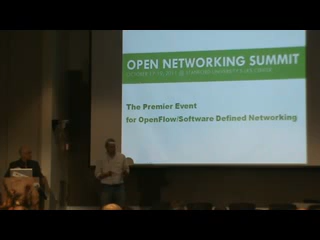 OPEN NETWORKING SUMMIT
The Premier Event
for OpenFlow/Software Defined Networking